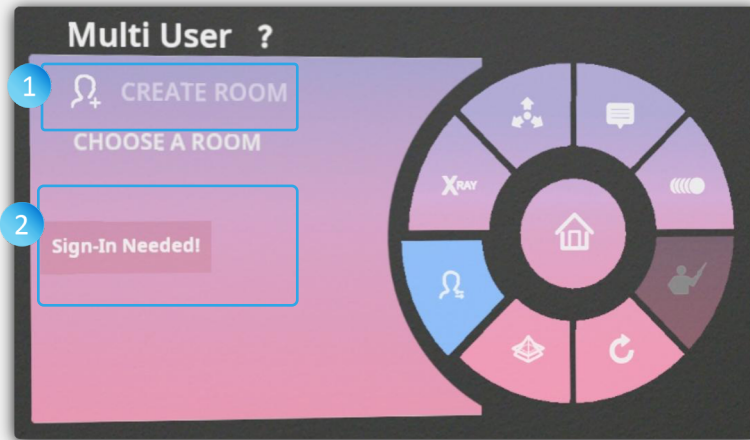 Multi User ?
1
CREATE ROOM
CHOOSE A ROOM
XRAY
2
Sign-In Needed!